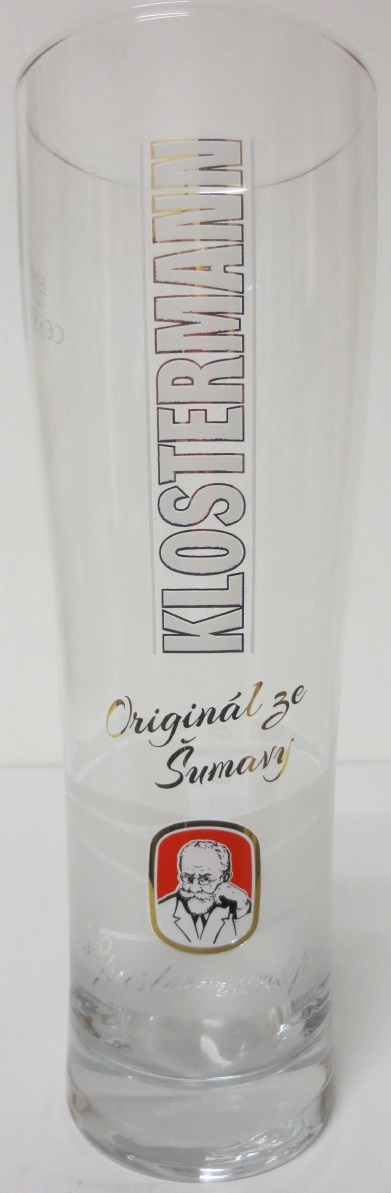 KLOSTERMANN
Originál ze
Šumavy